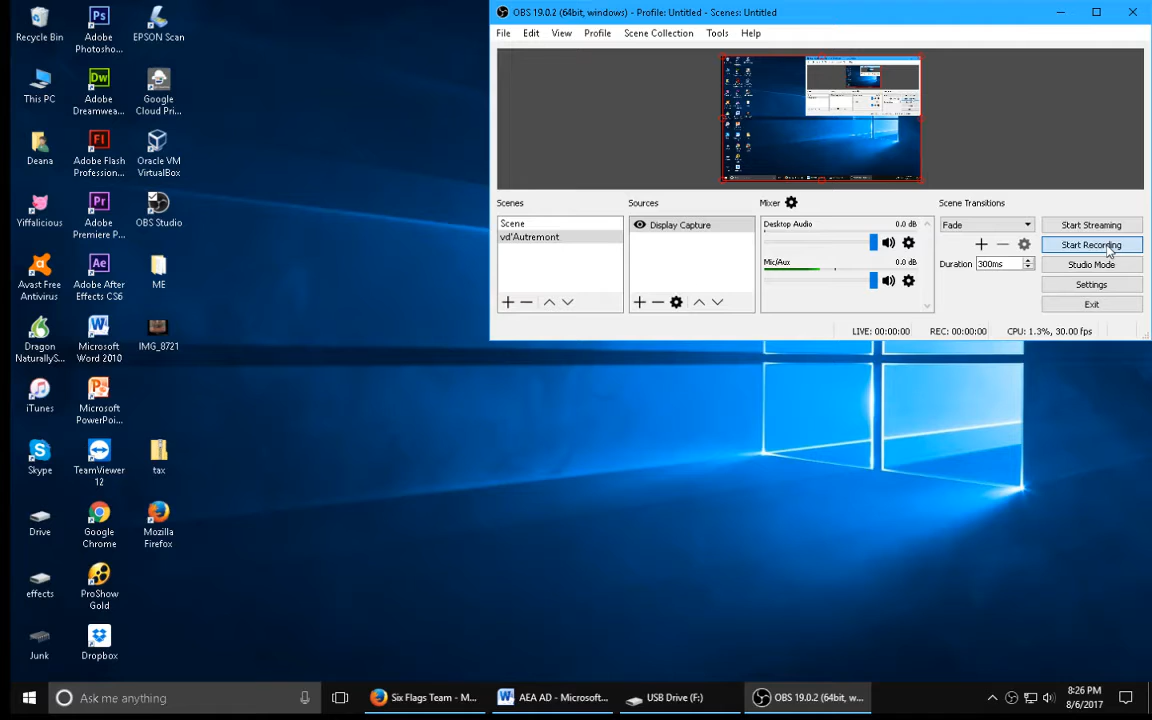 OBS 19.0.2 (64bit, windows) - Profile: Untitled - Scenes: Untitled
File Edit View Profile Scene Collection Tools Help
Scenes
Scene
vd'Autremont
Sources
Display Capture
Mixer
Desktop Audio 0.0 dB
Mic/Aux 0.0 dB
Scene Transitions
Fade
Duration 300ms
Start Streaming
Start Recording
Studio Mode
Settings
Exit
LIVE: 00:00:00 REC: 00:00:00 CPU: 1.3%, 30.00 fps
Recycle Bin
Adobe Photosho...
EPSON Scan
This PC
Adobe Dreamwea...
Google Cloud Pri...
Deana
Adobe Flash Profession...
Oracle VM VirtualBox
Yiffalicious
Adobe Premiere P...
OBS Studio
Avast Free Antivirus
Adobe After Effects CS6
ME
Dragon NaturallyS...
Microsoft Word 2010
IMG_8721
iTunes
Microsoft PowerPoi...
Skype
TeamViewer 12
tax
Drive
Google Chrome
Mozilla Firefox
effects
ProShow Gold
Junk
Dropbox
Ask me anything
Six Flags Team - M...
AEA AD - Microsoft...
USB Drive (F:)
OBS 19.0.2 (64bit, w...
8:26 PM
8/6/2017